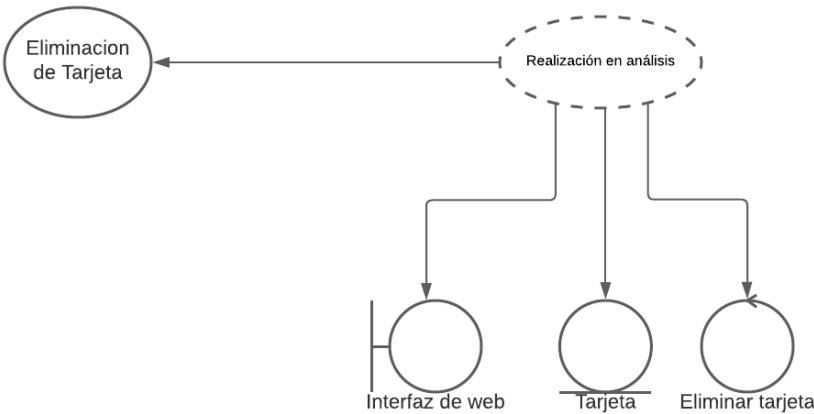 Eliminacion
de Tarjeta
Realización en análisis
Interfaz de web
Tarjeta
Eliminar tarjeta